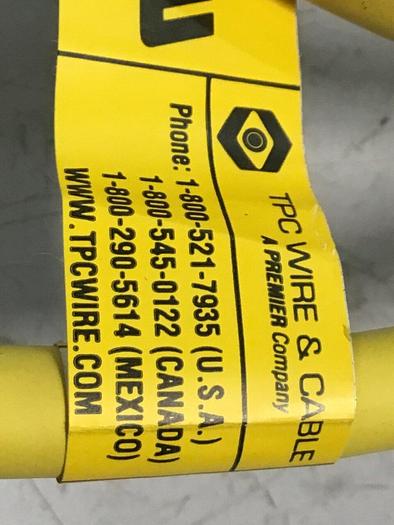 TPC WIRE & CABLE
A PREMIER Company
Phone: 1-800-521-7935 (U.S.A.)
1-800-545-0122 (CANADA)
1-800-290-5614 (MEXICO)
WWW.TPCWIRE.COM